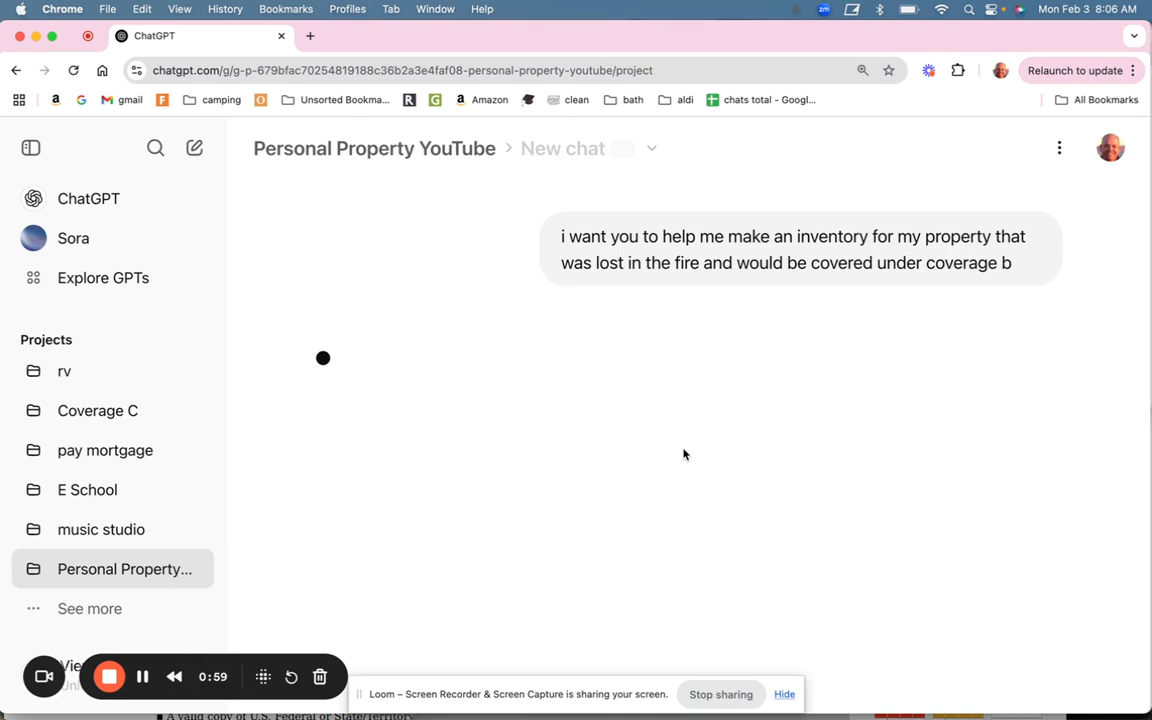 Chrome File Edit View History Bookmarks Profiles Tab Window Help zm Mon Feb 3 8:06 AM
ChatGPT
chatgpt.com/g/g-p-679bfac70254819188c36b2a3e4faf08-personal-property-youtube/project Relaunch to update
gmail camping Unsorted Bookma... Amazon clean bath aldi chats total - Googl... All Bookmarks
Personal Property YouTube > New chat
ChatGPT
Sora
Explore GPTs
i want you to help me make an inventory for my property that
was lost in the fire and would be covered under coverage b
Projects
rv
Coverage C
pay mortgage
E School
music studio
Personal Property...
See more
Vie
0:59
Loom – Screen Recorder & Screen Capture is sharing your screen. Stop sharing Hide
A valid copy of U.S. Federal or State/Territory